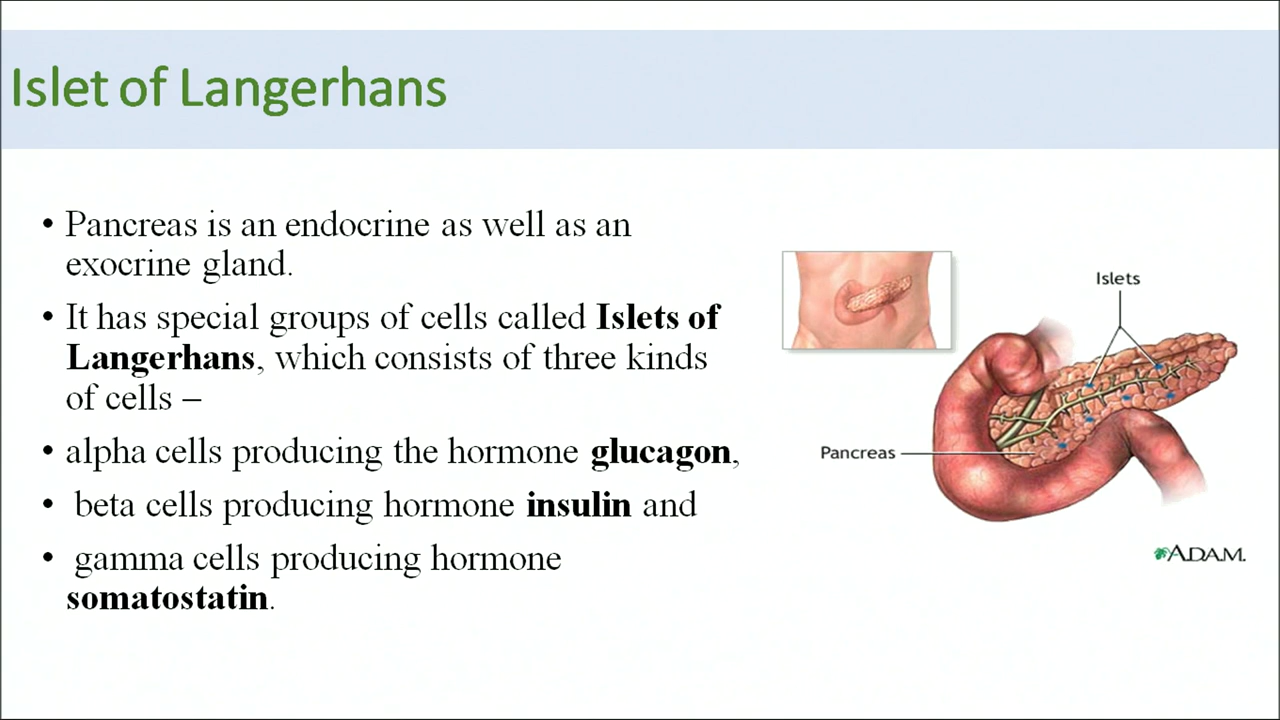 Islet of Langerhans
• Pancreas is an endocrine as well as an
exocrine gland.
• It has special groups of cells called Islets of
Langerhans, which consists of three kinds
of cells –
• alpha cells producing the hormone glucagon,
• beta cells producing hormone insulin and
• gamma cells producing hormone
somatostatin.
Islets
Pancreas
A.D.A.M.